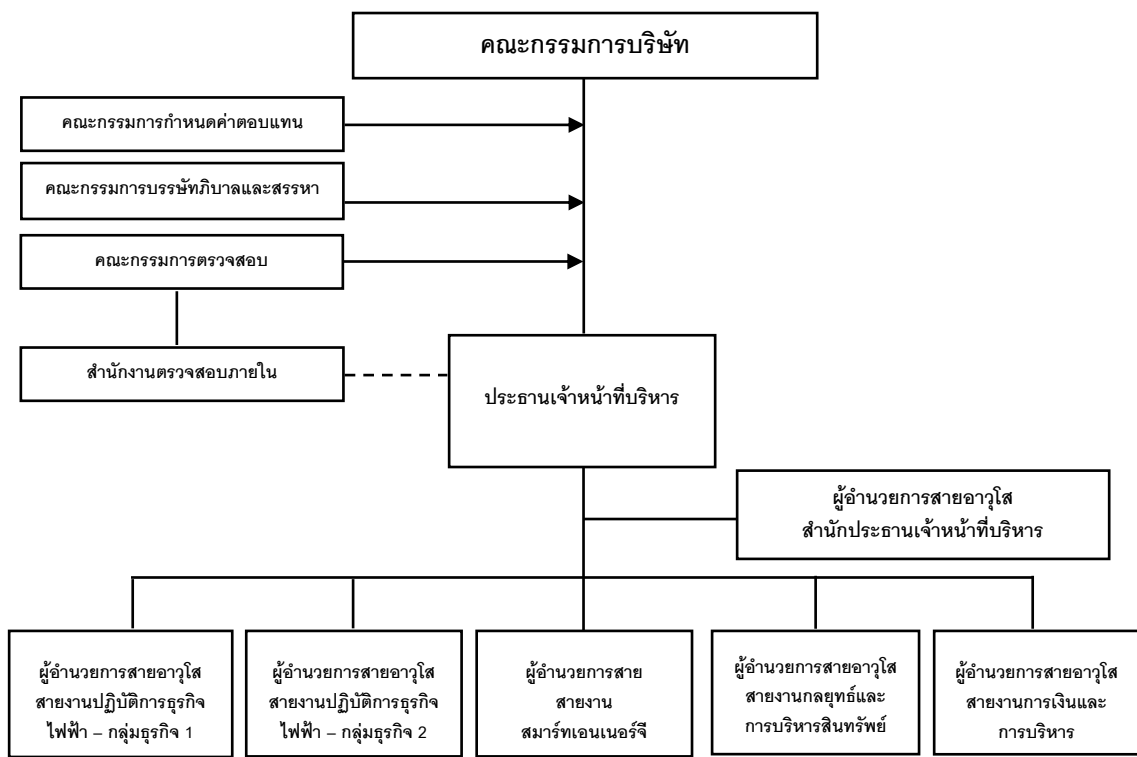 คณะกรรมการบริษัท
คณะกรรมการกำหนดค่าตอบแทน
คณะกรรมการบรรษัทภิบาลและสรรหา
คณะกรรมการตรวจสอบ
สำนักงานตรวจสอบภายใน
ประธานเจ้าหน้าที่บริหาร
ผู้อำนวยการสายอาวุโส
สำนักประธานเจ้าหน้าที่บริหาร
ผู้อำนวยการสายอาวุโส
สายงานปฏิบัติการธุรกิจ
ไฟฟ้า – กลุ่มธุรกิจ 1
ผู้อำนวยการสายอาวุโส
สายงานปฏิบัติการธุรกิจ
ไฟฟ้า – กลุ่มธุรกิจ 2
ผู้อำนวยการสาย
สายงาน
สมาร์ทเอนเนอร์จี
ผู้อำนวยการสายอาวุโส
สายงานกลยุทธ์และ
การบริหารสินทรัพย์
ผู้อำนวยการสายอาวุโส
สายงานการเงินและ
การบริหาร